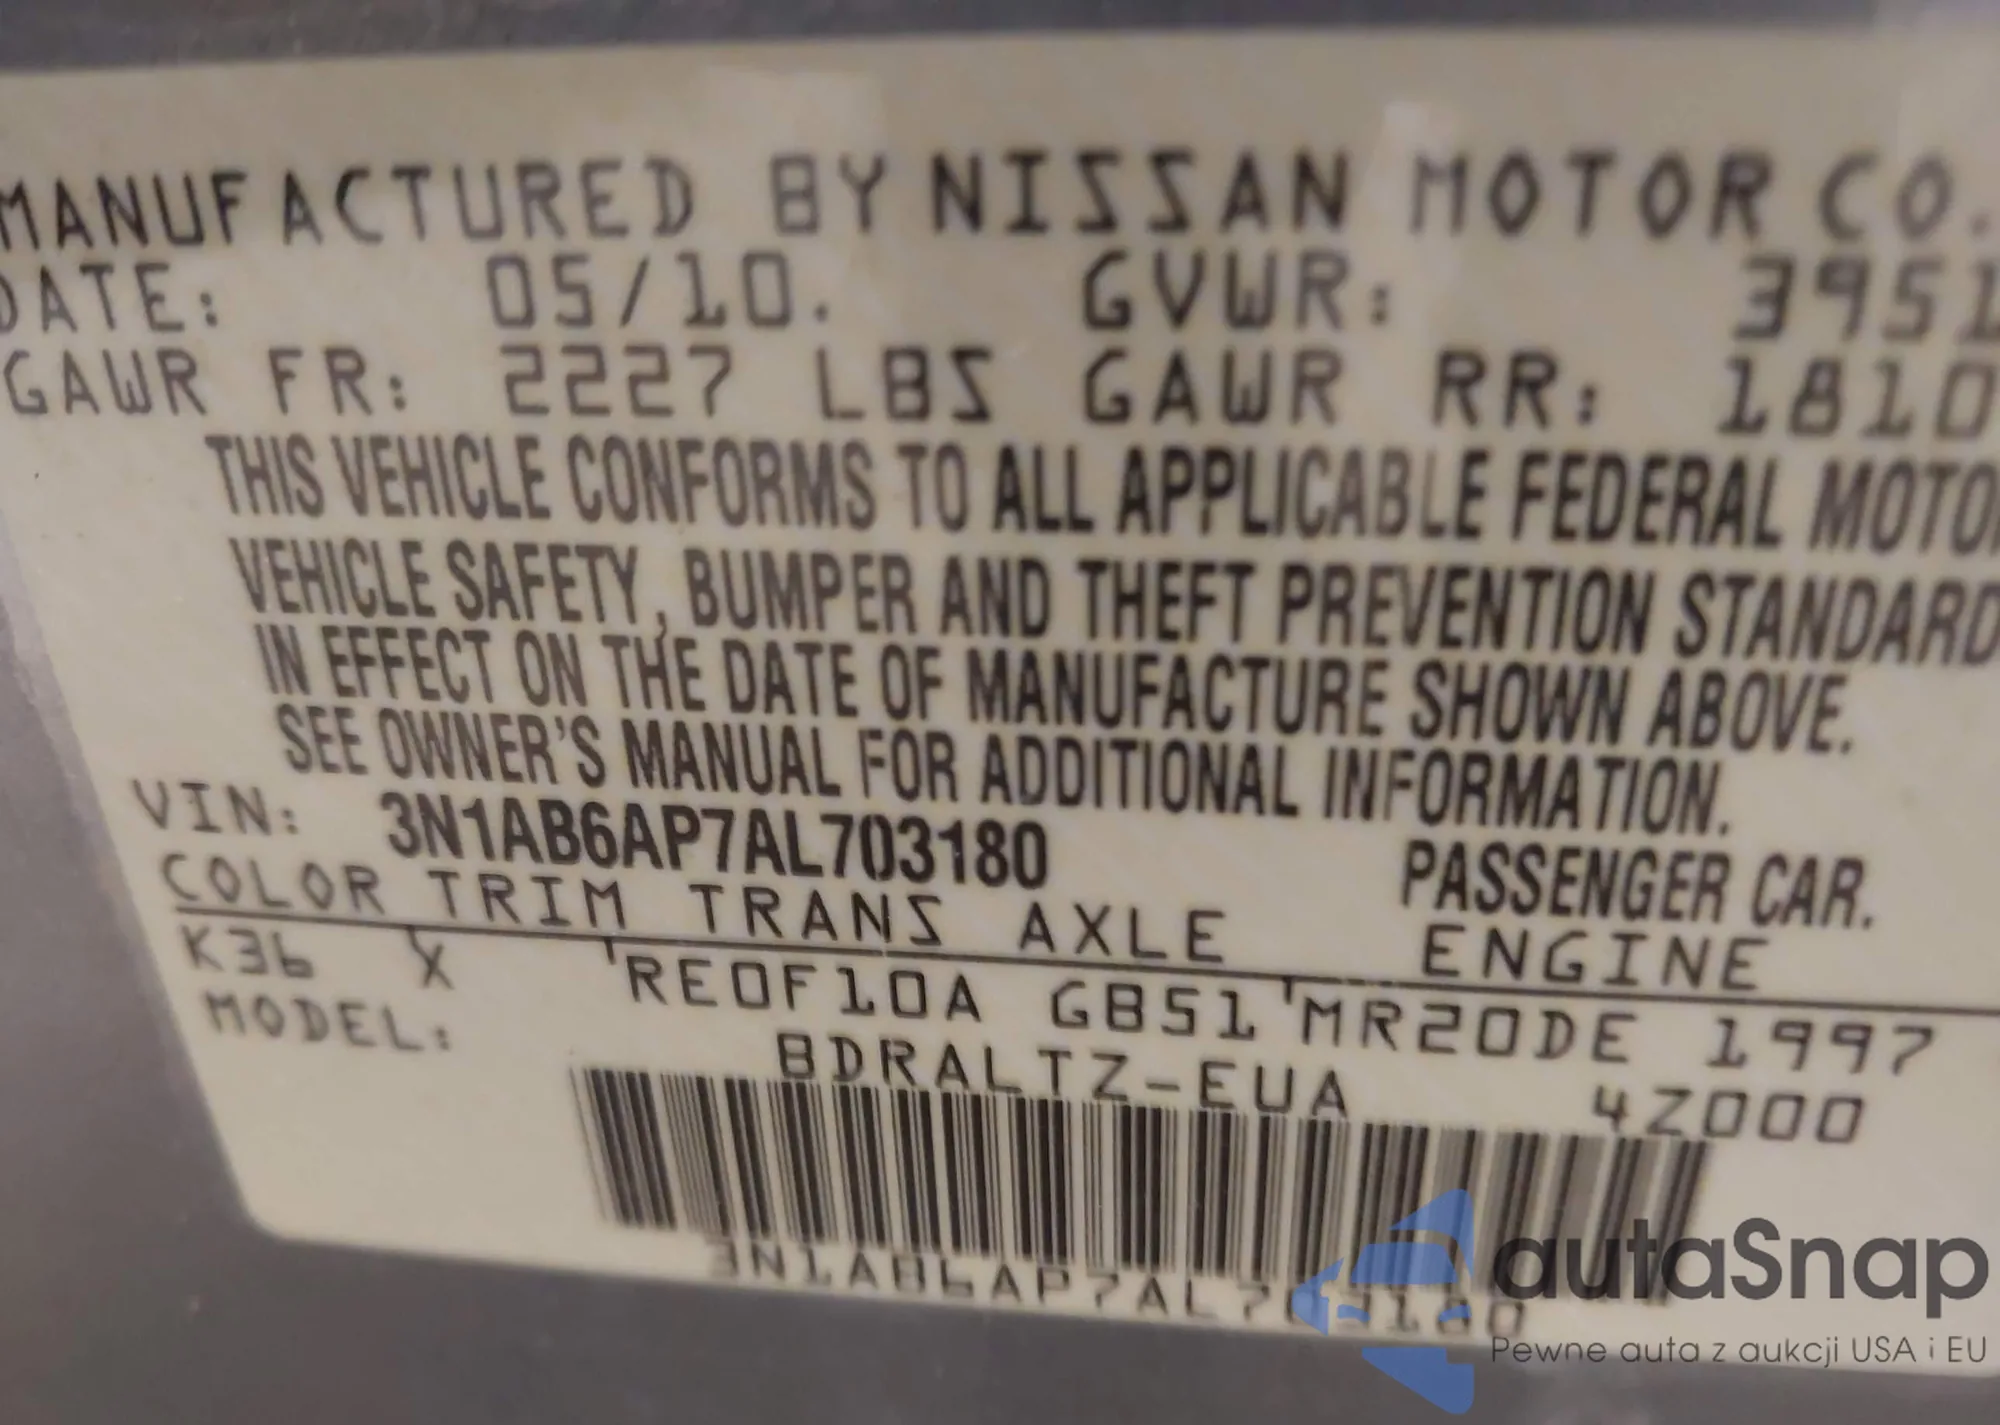 MANUFACTURED BY NISSAN MOTOR CO.
DATE: 05/10. GVWR: 3951
GAWR FR: 2227 LBS GAWR RR: 1810
THIS VEHICLE CONFORMS TO ALL APPLICABLE FEDERAL MOTOR
VEHICLE SAFETY, BUMPER AND THEFT PREVENTION STANDARD
IN EFFECT ON THE DATE OF MANUFACTURE SHOWN ABOVE.
SEE OWNER'S MANUAL FOR ADDITIONAL INFORMATION.
VIN: 3N1AB6AP7AL703180 PASSENGER CAR.
COLOR TRIM TRANS AXLE ENGINE
K36 X RE0F10A GB51 MR20DE 1997
MODEL: BDRALTZ-EUA 4Z000
3N1AB6AP7AL703180
autaSnap
Pewne auta z aukcji USA i EU